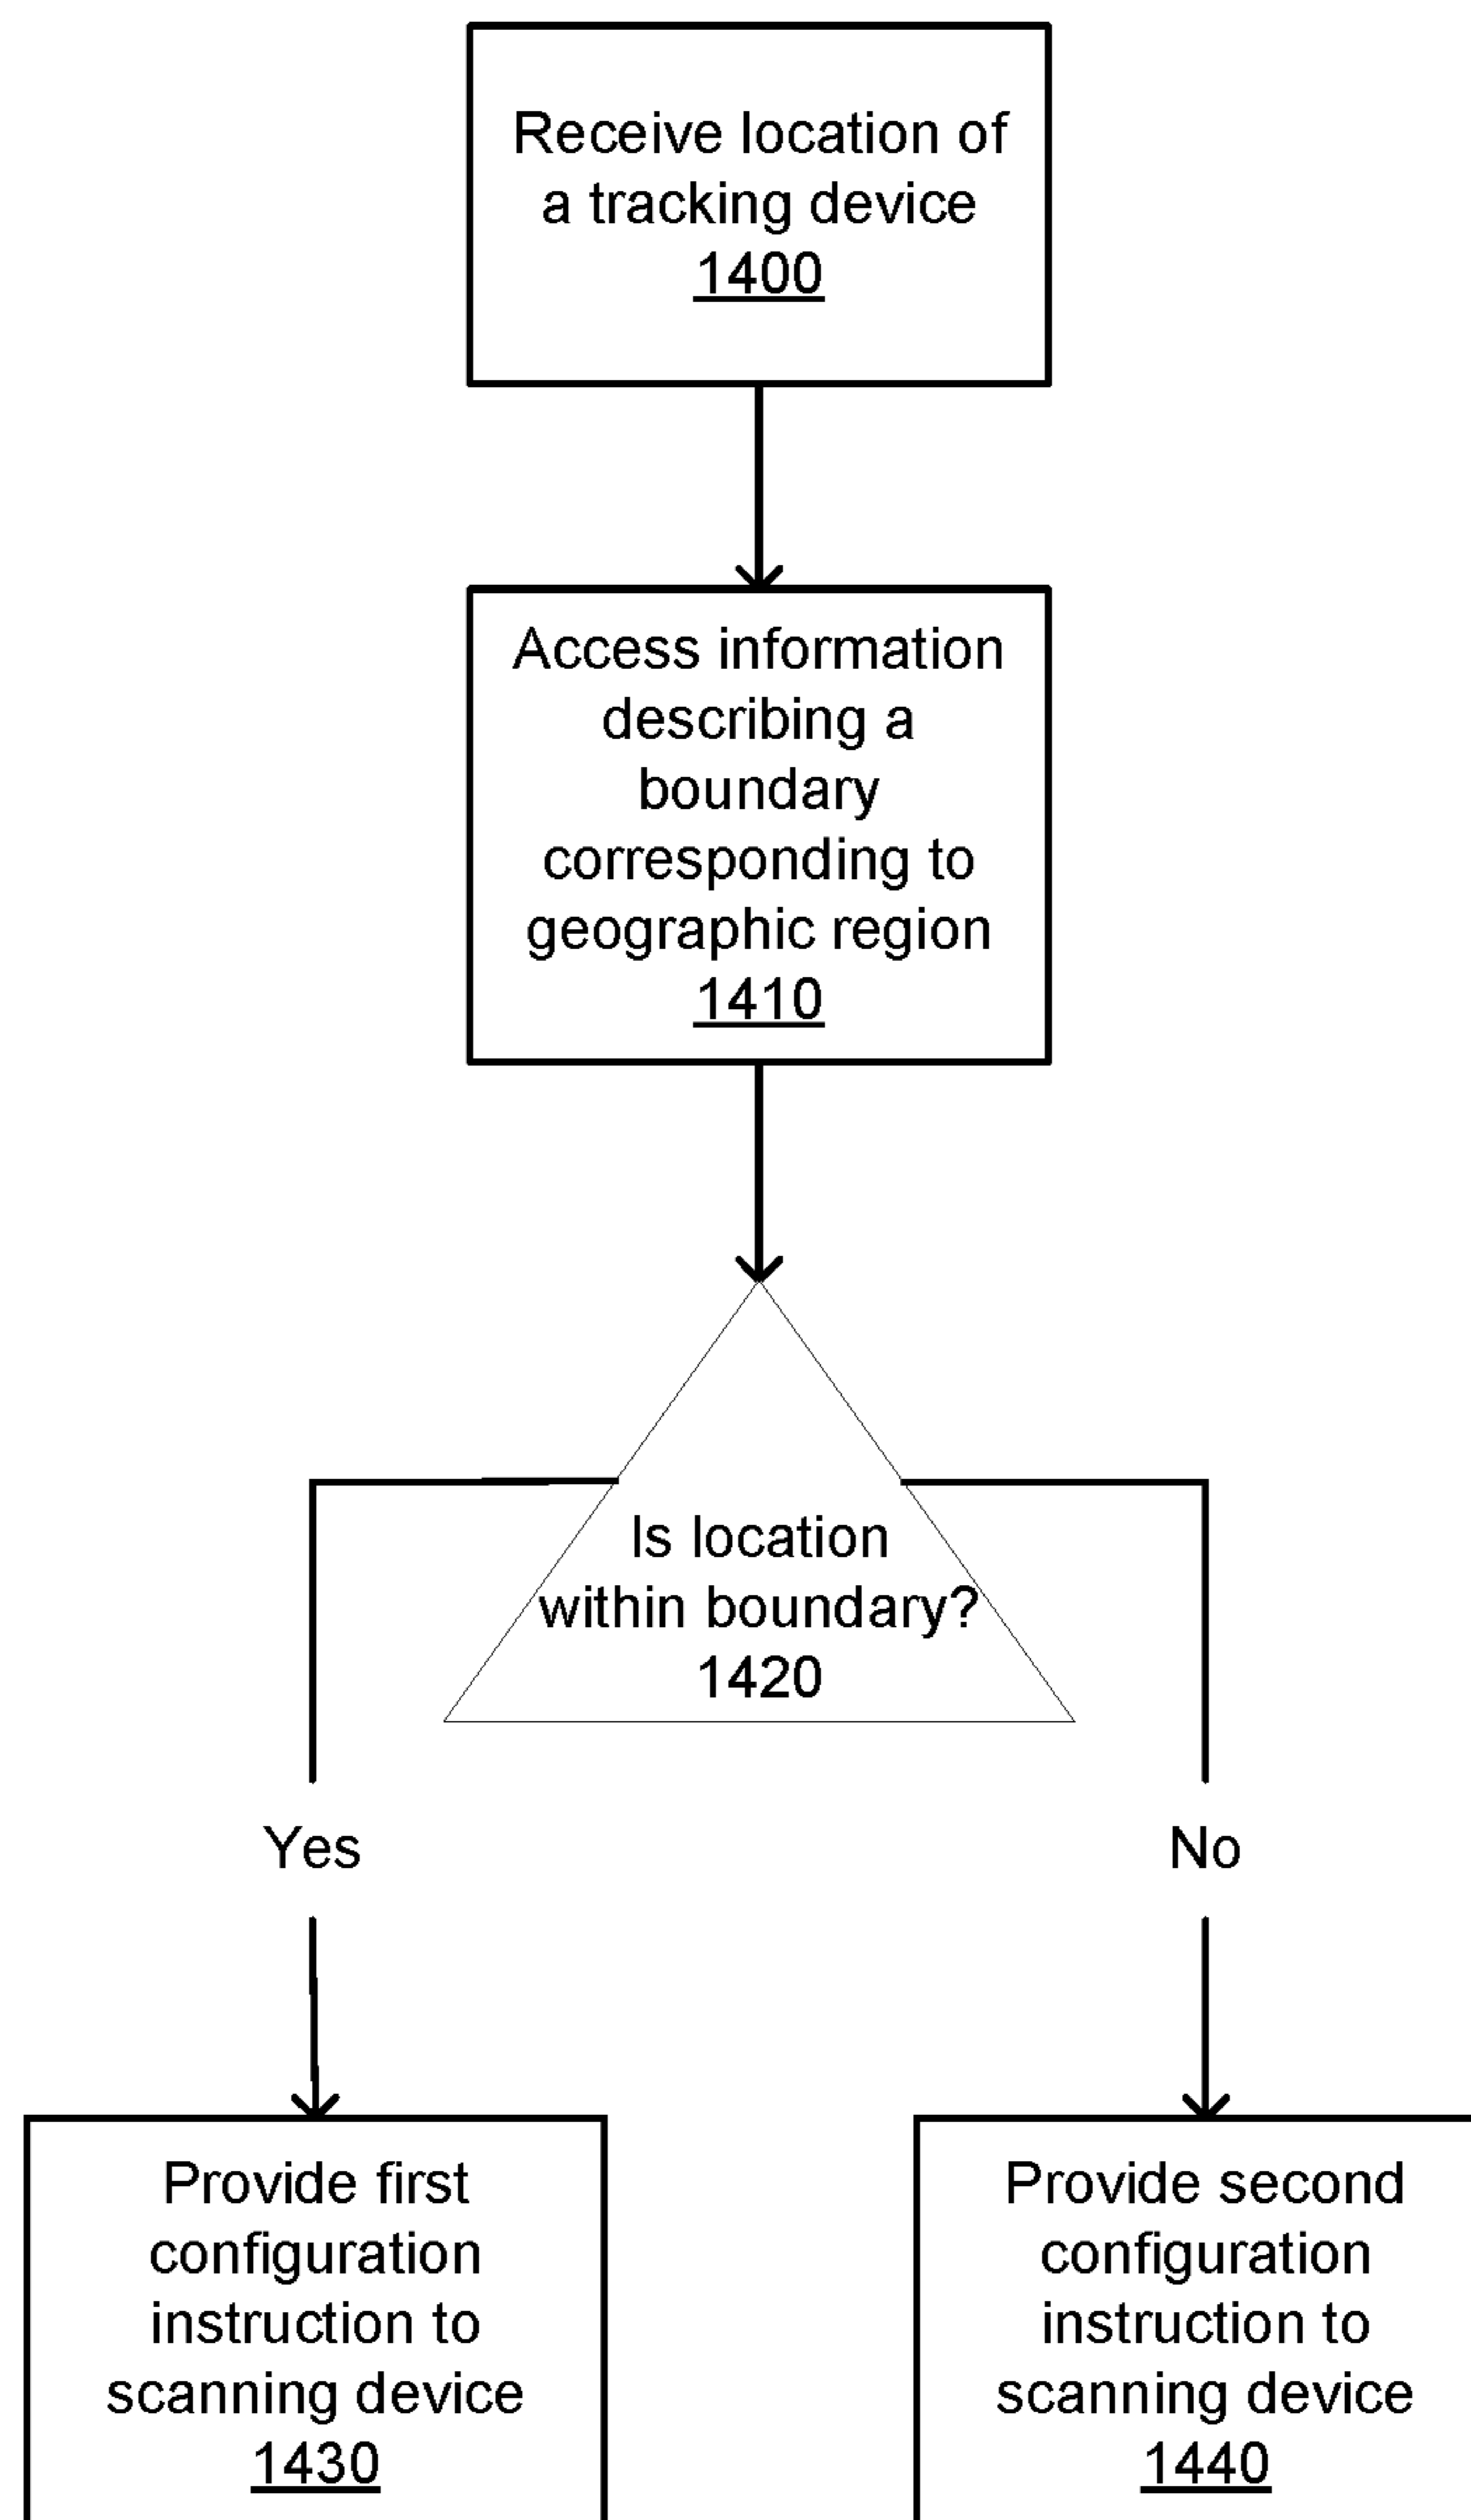 Receive location of
a tracking device
1400
Access information
describing a
boundary
corresponding to
geographic region
1410
Is location
within boundary?
1420
Yes
No
Provide first
configuration
instruction to
scanning device
1430
Provide second
configuration
instruction to
scanning device
1440